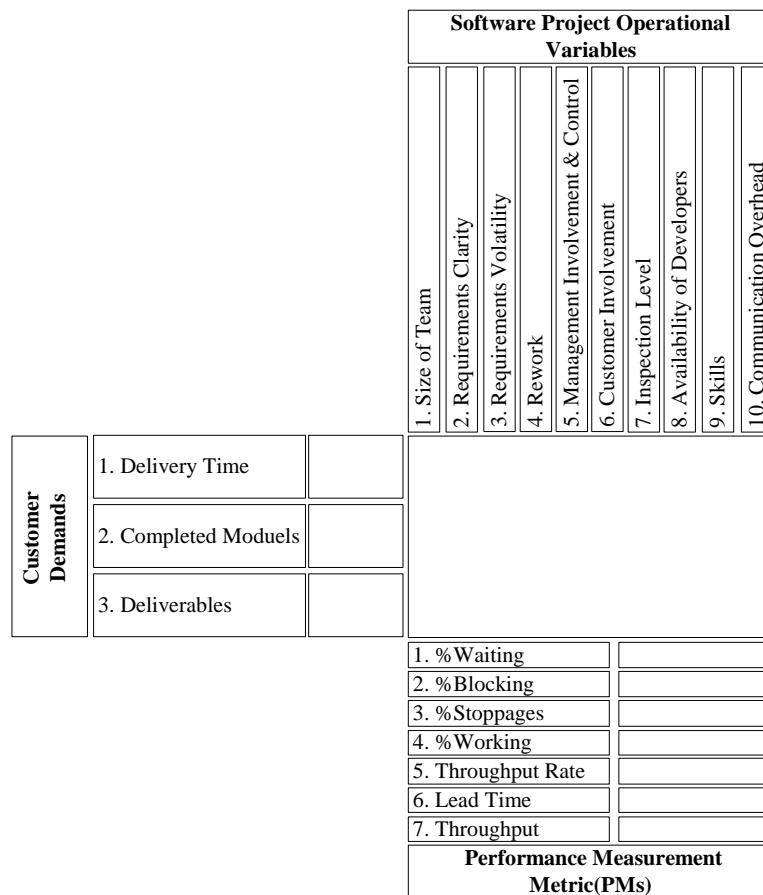 Software Project Operational
Variables
1. Size of Team
2. Requirements Clarity
3. Requirements Volatility
4. Rework
5. Management Involvement & Control
6. Customer Involvement
7. Inspection Level
8. Availability of Developers
9. Skills
10. Communication Overhead
Customer
Demands
1. Delivery Time
2. Completed Moduels
3. Deliverables
1. %Waiting
2. %Blocking
3. %Stoppages
4. %Working
5. Throughput Rate
6. Lead Time
7. Throughput
Performance Measurement
Metric(PMs)